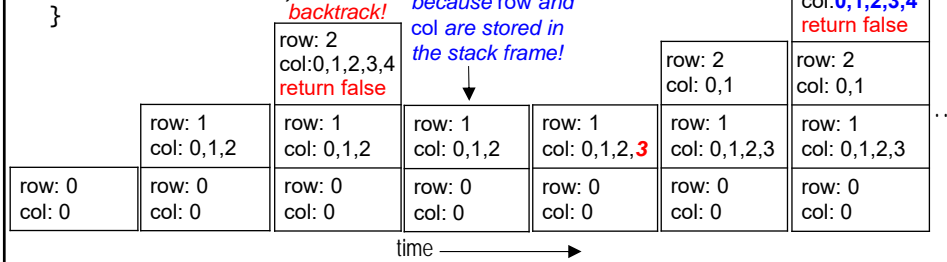 }
backtrack!
because row and
col are stored in
the stack frame!
col:0,1,2,3,4
return false
row: 2
col:0,1,2,3,4
return false
row: 2
col: 0,1
row: 2
col: 0,1
row: 1
col: 0,1,2
row: 1
col: 0,1,2
row: 1
col: 0,1,2
row: 1
col: 0,1,2,3
row: 1
col: 0,1,2,3
row: 1
col: 0,1,2,3
...
row: 0
col: 0
row: 0
col: 0
row: 0
col: 0
row: 0
col: 0
row: 0
col: 0
row: 0
col: 0
row: 0
col: 0
time